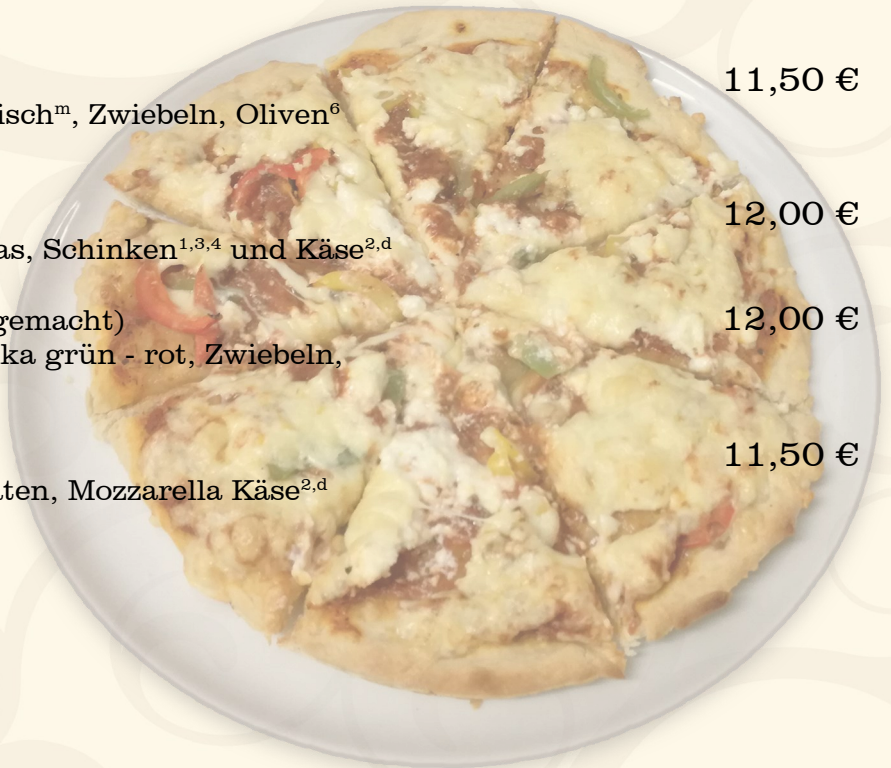 11,50 €
isch^m, Zwiebeln, Oliven^6
12,00 €
as, Schinken^1,3,4 und Käse^2,d
gemacht)
12,00 €
ka grün - rot, Zwiebeln,
11,50 €
ten, Mozzarella Käse^2,d